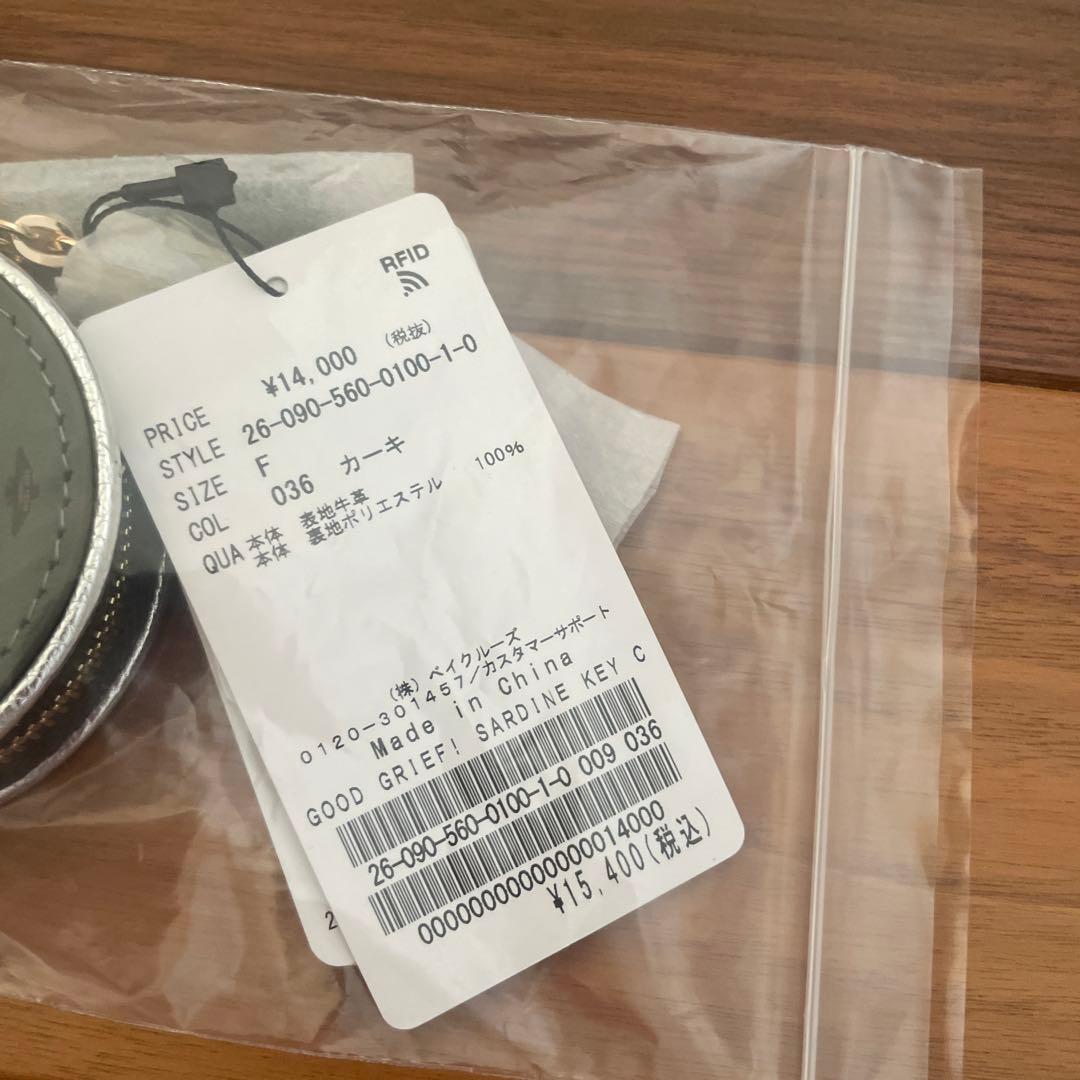 RFID
PRICE ¥14,000 (税抜)
STYLE 26-090-560-0100-1-0
SIZE F
COL 036 カーキ
QUA 本体 表地牛革
本体 裏地ポリエステル 100%
(株) ベイクルーズ
0120-301457/カスタマーサポート
Made in China
GOOD GRIEF! SARDINE KEY C
26-090-560-0100-1-0 009 036
0000000000000014000
¥15,400(税込)
2